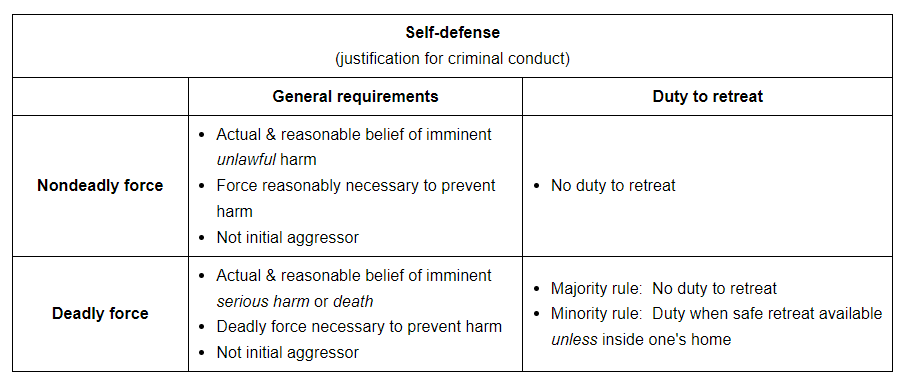 Self-defense
(justification for criminal conduct)
General requirements
Duty to retreat
Nondeadly force
• Actual & reasonable belief of imminent
unlawful harm
• Force reasonably necessary to prevent
harm
• Not initial aggressor
• No duty to retreat
Deadly force
• Actual & reasonable belief of imminent
serious harm or death
• Deadly force necessary to prevent harm
• Not initial aggressor
• Majority rule:  No duty to retreat
• Minority rule:  Duty when safe retreat available
unless inside one's home